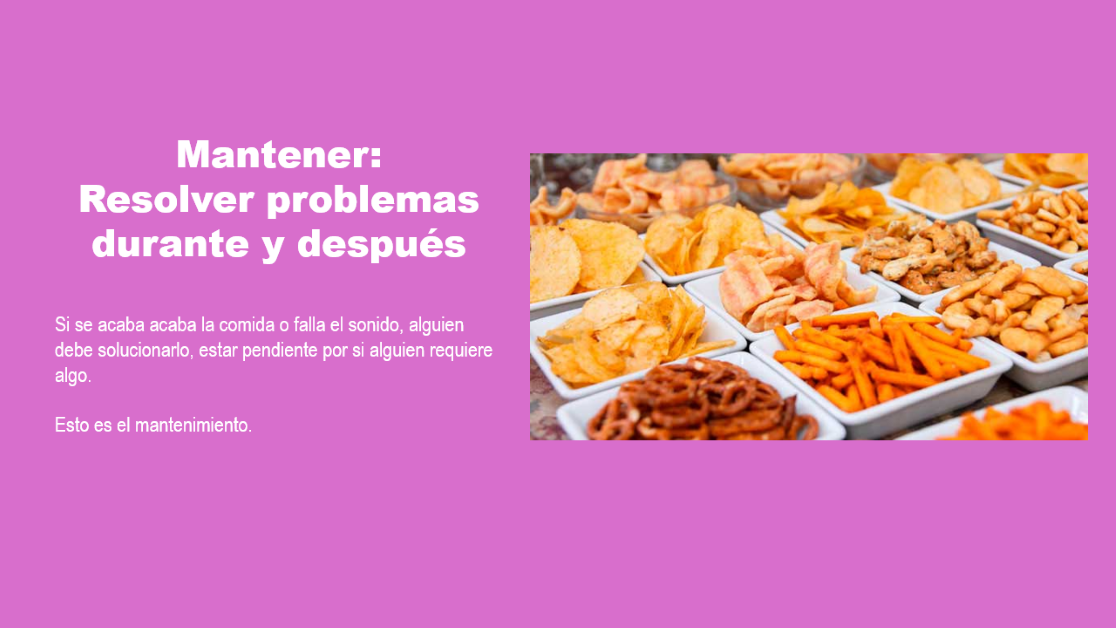 Mantener:
Resolver problemas
durante y después
Si se acaba acaba la comida o falla el sonido, alguien
debe solucionarlo, estar pendiente por si alguien requiere
algo.
Esto es el mantenimiento.